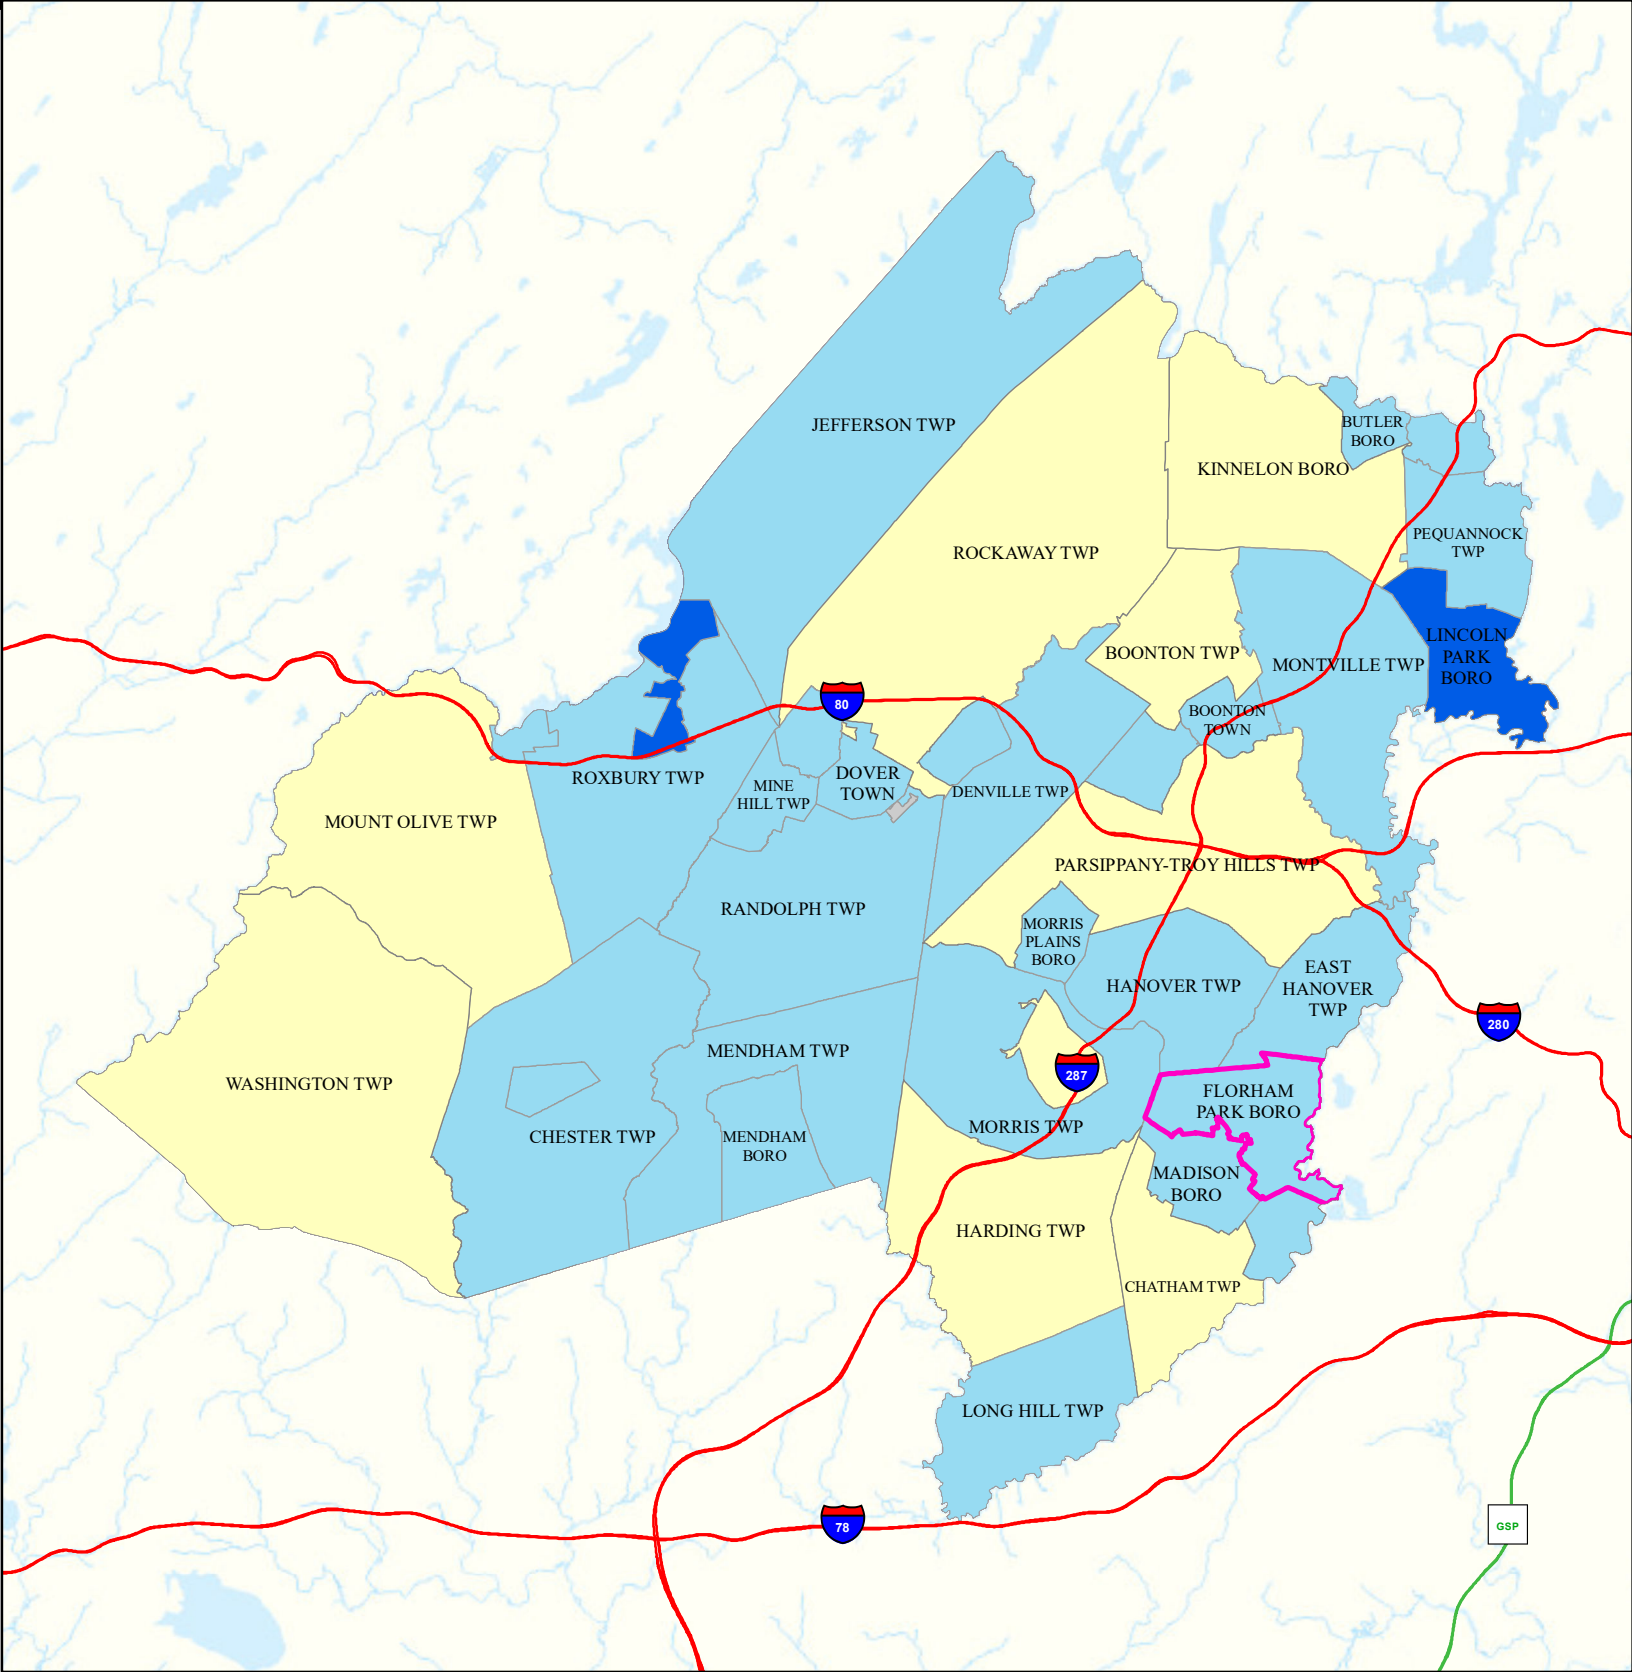 JEFFERSON TWP
BUTLER
BORO
KINNELON BORO
PEQUANNOCK
TWP
ROCKAWAY TWP
LINCOLN
PARK
BORO
BOONTON TWP
MONTVILLE TWP
80
BOONTON
TOWN
ROXBURY TWP
MINE
HILL TWP
DOVER
TOWN
DENVILLE TWP
MOUNT OLIVE TWP
PARSIPPANY-TROY HILLS TWP
RANDOLPH TWP
MORRIS
PLAINS
BORO
HANOVER TWP
EAST
HANOVER
TWP
280
MENDHAM TWP
287
WASHINGTON TWP
FLORHAM
PARK BORO
CHESTER TWP
MENDHAM
BORO
MORRIS TWP
MADISON
BORO
HARDING TWP
CHATHAM TWP
LONG HILL TWP
78
GSP